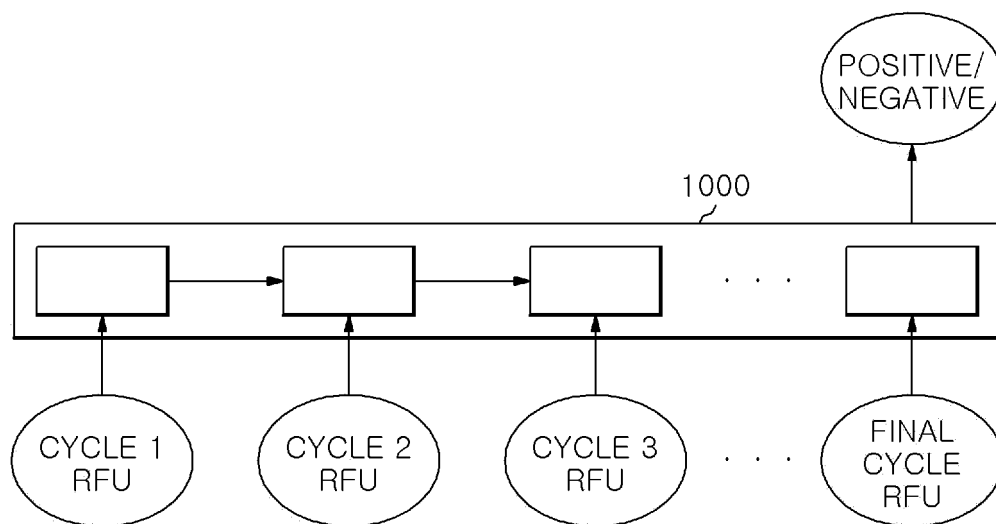 POSITIVE/
NEGATIVE
1000
· · ·
CYCLE 1
RFU
CYCLE 2
RFU
CYCLE 3
RFU
· · ·
FINAL
CYCLE
RFU